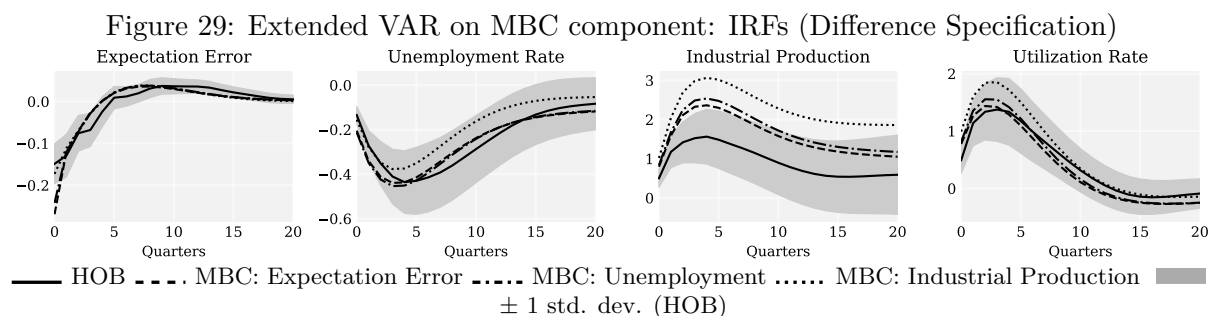 Figure 29: Extended VAR on MBC component: IRFs (Difference Specification)
Expectation Error Unemployment Rate Industrial Production Utilization Rate
0.0 −0.1 −0.2
0.0 −0.2 −0.4 −0.6
3 2 1 0
2 1 0
0 5 10 15 20 0 5 10 15 20 0 5 10 15 20 0 5 10 15 20
Quarters Quarters Quarters Quarters
HOB MBC: Expectation Error MBC: Unemployment MBC: Industrial Production
± 1 std. dev. (HOB)